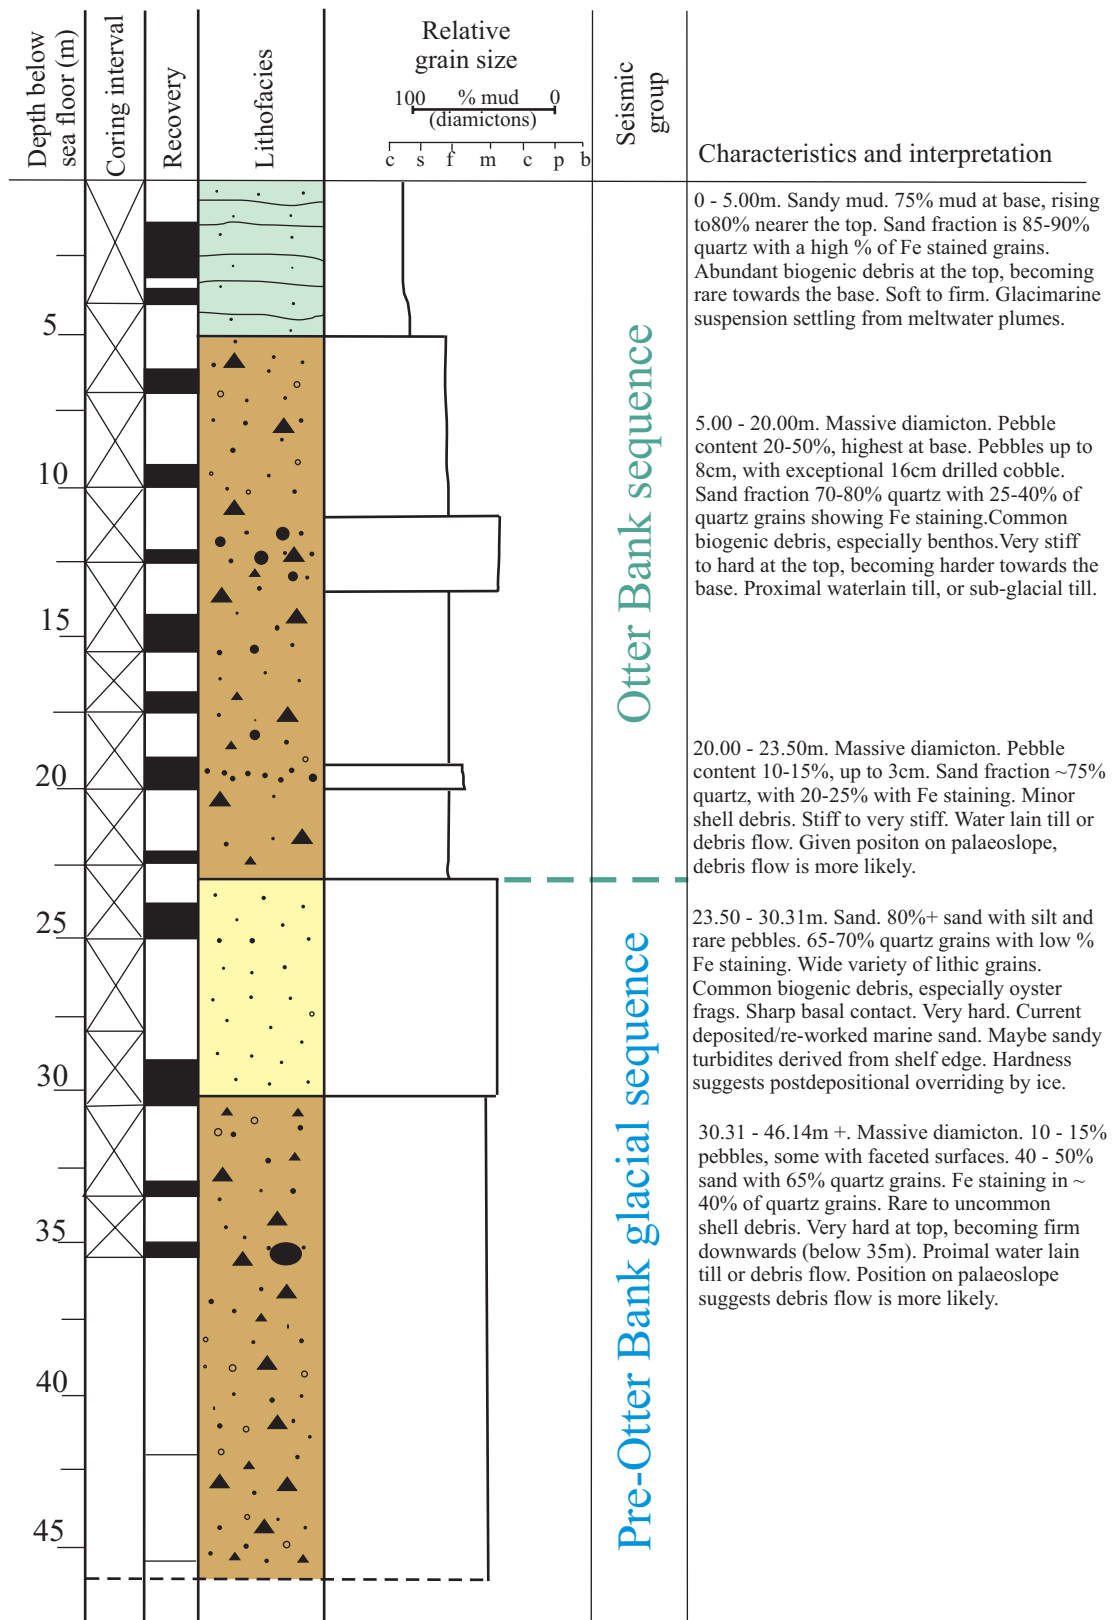 Depth below
sea floor (m)
Coring interval
Recovery
Lithofacies
Relative
grain size
100 % mud 0
(diamictons)
c s f m c p b
Seismic
group
Characteristics and interpretation
0 - 5.00m. Sandy mud. 75% mud at base, rising
to80% nearer the top. Sand fraction is 85-90%
quartz with a high % of Fe stained grains.
Abundant biogenic debris at the top, becoming
rare towards the base. Soft to firm. Glacimarine
suspension settling from meltwater plumes.
5.00 - 20.00m. Massive diamicton. Pebble
content 20-50%, highest at base. Pebbles up to
8cm, with exceptional 16cm drilled cobble.
Sand fraction 70-80% quartz with 25-40% of
quartz grains showing Fe staining.Common
biogenic debris, especially benthos.Very stiff
to hard at the top, becoming harder towards the
base. Proximal waterlain till, or sub-glacial till.
20.00 - 23.50m. Massive diamicton. Pebble
content 10-15%, up to 3cm. Sand fraction ~75%
quartz, with 20-25% with Fe staining. Minor
shell debris. Stiff to very stiff. Water lain till or
debris flow. Given positon on palaeoslope,
debris flow is more likely.
23.50 - 30.31m. Sand. 80%+ sand with silt and
rare pebbles. 65-70% quartz grains with low %
Fe staining. Wide variety of lithic grains.
Common biogenic debris, especially oyster
frags. Sharp basal contact. Very hard. Current
deposited/re-worked marine sand. Maybe sandy
turbidites derived from shelf edge. Hardness
suggests postdepositional overriding by ice.
30.31 - 46.14m +. Massive diamicton. 10 - 15%
pebbles, some with faceted surfaces. 40 - 50%
sand with 65% quartz grains. Fe staining in ~
40% of quartz grains. Rare to uncommon
shell debris. Very hard at top, becoming firm
downwards (below 35m). Proimal water lain
till or debris flow. Position on palaeoslope
suggests debris flow is more likely.
5
10
15
20
25
30
35
40
45
Otter Bank sequence
Pre-Otter Bank glacial sequence